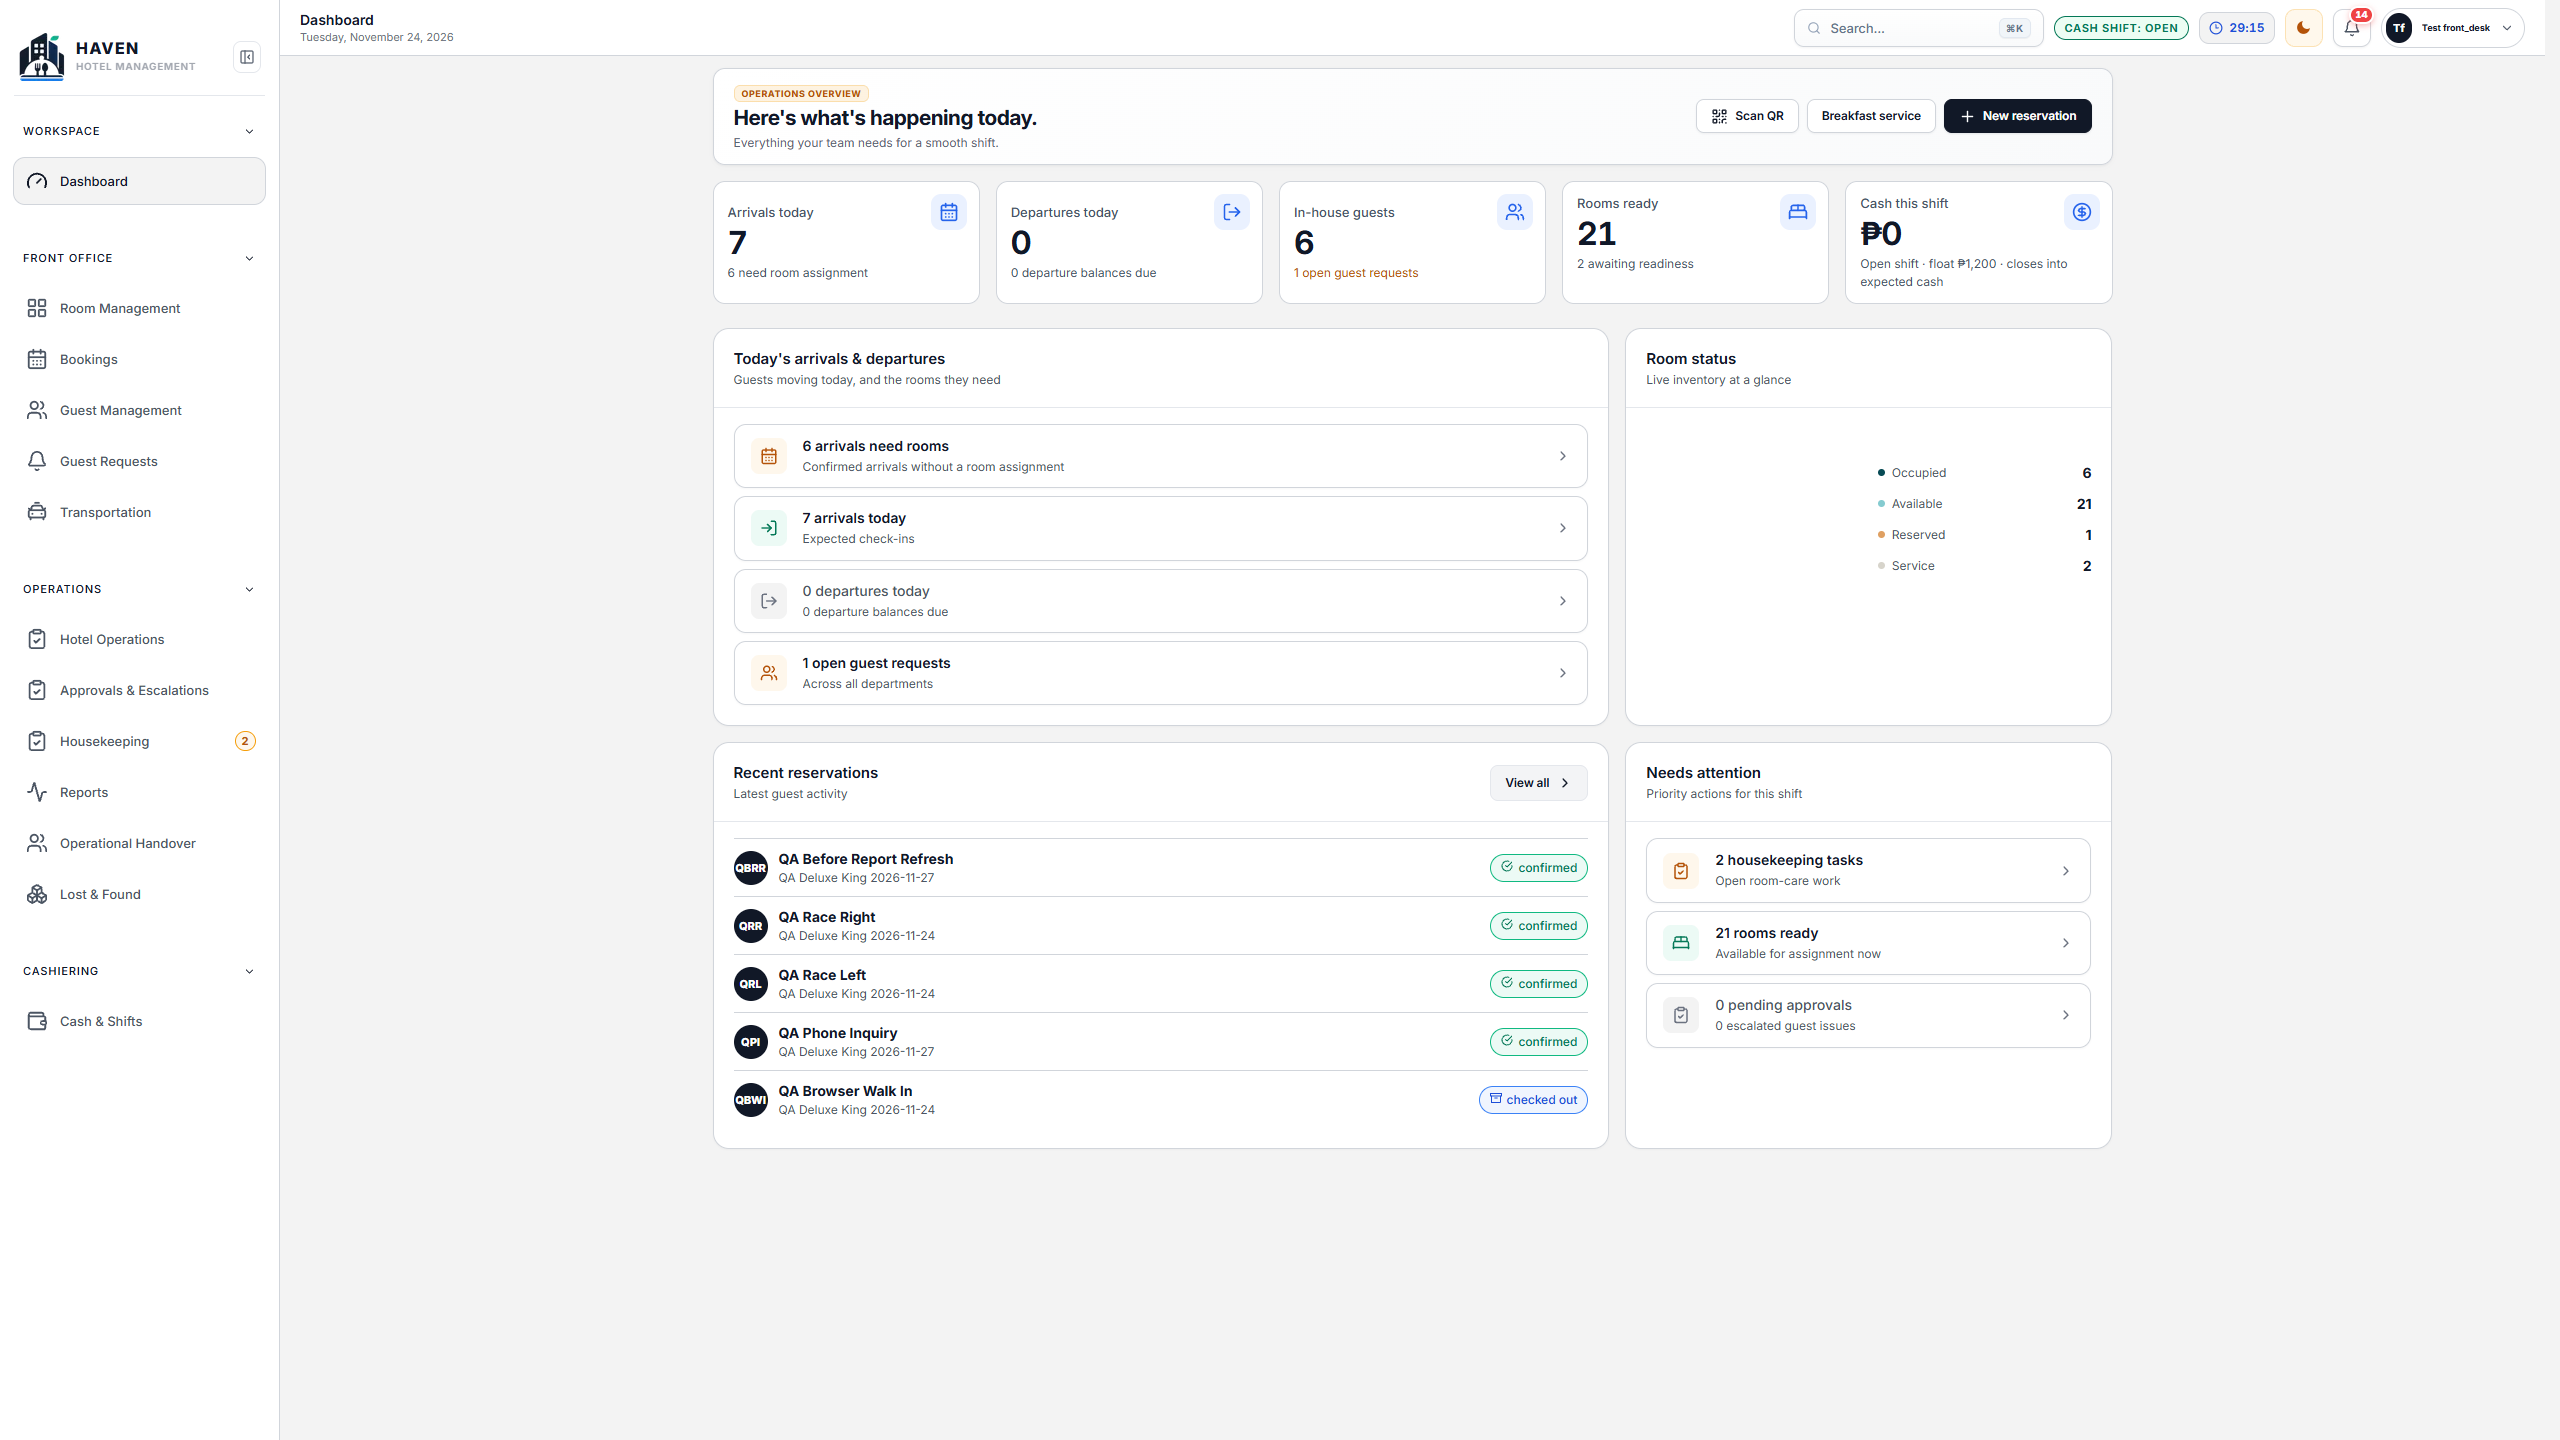 HAVEN
HOTEL MANAGEMENT
WORKSPACE
Dashboard
FRONT OFFICE
Room Management
Bookings
Guest Management
Guest Requests
Transportation
OPERATIONS
Hotel Operations
Approvals & Escalations
Housekeeping 2
Reports
Operational Handover
Lost & Found
CASHIERING
Cash & Shifts
Dashboard
Tuesday, November 24, 2026
Search... ⌘K
CASH SHIFT: OPEN
29:15
14
Tf Test front_desk
OPERATIONS OVERVIEW
Here's what's happening today.
Everything your team needs for a smooth shift.
Scan QR
Breakfast service
New reservation
Arrivals today
7
6 need room assignment
Departures today
0
0 departure balances due
In-house guests
6
1 open guest requests
Rooms ready
21
2 awaiting readiness
Cash this shift
₱0
Open shift · float ₱1,200 · closes into
expected cash
Today's arrivals & departures
Guests moving today, and the rooms they need
6 arrivals need rooms
Confirmed arrivals without a room assignment
7 arrivals today
Expected check-ins
0 departures today
0 departure balances due
1 open guest requests
Across all departments
Room status
Live inventory at a glance
Occupied 6
Available 21
Reserved 1
Service 2
Recent reservations
Latest guest activity
View all
QBRR QA Before Report Refresh
QA Deluxe King 2026-11-27
confirmed
QRR QA Race Right
QA Deluxe King 2026-11-24
confirmed
QRL QA Race Left
QA Deluxe King 2026-11-24
confirmed
QPI QA Phone Inquiry
QA Deluxe King 2026-11-27
confirmed
QBWI QA Browser Walk In
QA Deluxe King 2026-11-24
checked out
Needs attention
Priority actions for this shift
2 housekeeping tasks
Open room-care work
21 rooms ready
Available for assignment now
0 pending approvals
0 escalated guest issues